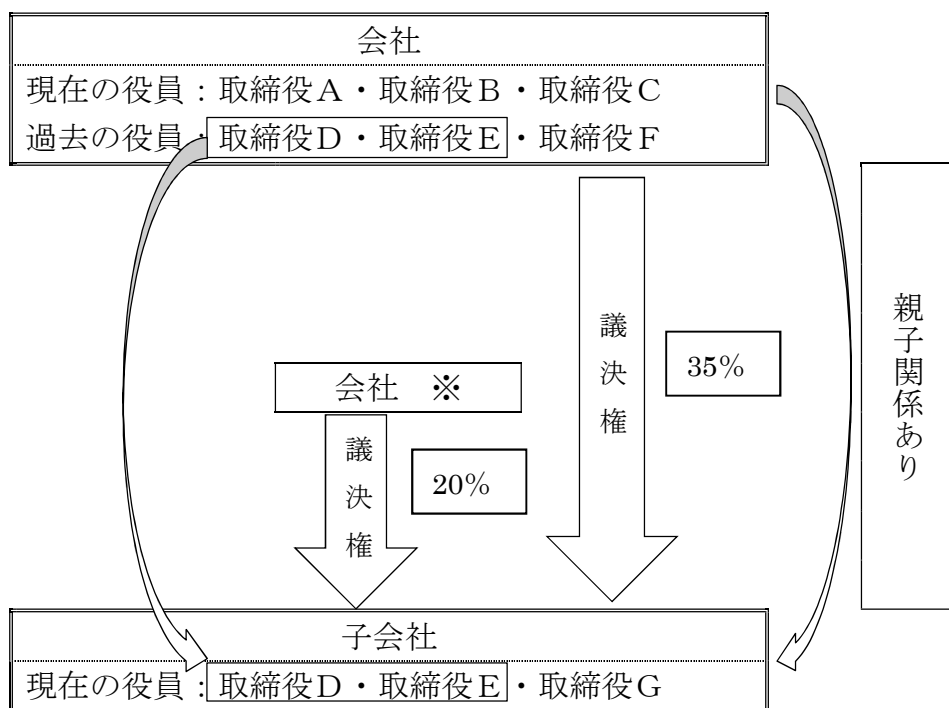 会社
現在の役員：取締役A・取締役B・取締役C
過去の役員：取締役D・取締役E・取締役F
親子関係あり
議決権
35%
会社　※
議決権
20%
子会社
現在の役員：取締役D・取締役E・取締役G